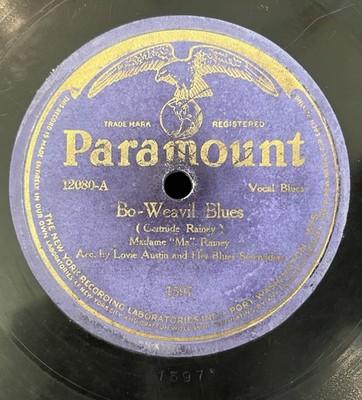 TRADE MARK REGISTERED
Paramount
12080-A Vocal Blues
Bo-Weavil Blues
(Gertrude Rainey)
Madame "Ma" Rainey
Acc. by Lovie Austin and Her Blues Serenaders
1597
THE NEW YORK RECORDING LABORATORIES INC. PORT WASHINGTON, WIS.
1597